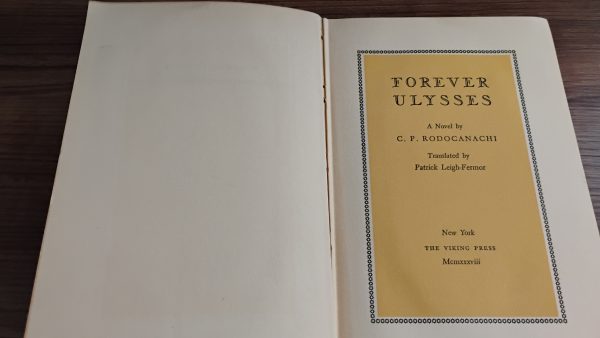 FOREVER
ULYSSES
A Novel by
C. P. RODOCANACHI
Translated by
Patrick Leigh-Fermor
New York
THE VIKING PRESS
Mcmxxxviii